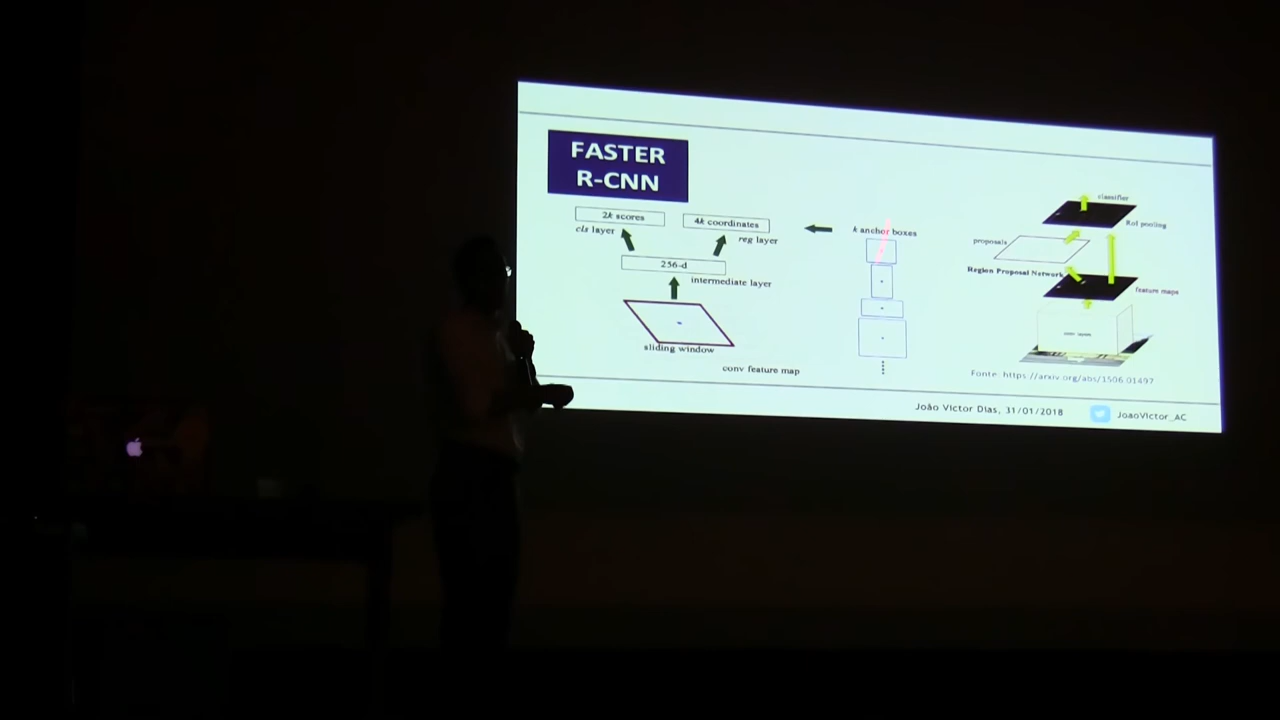 FASTER
R-CNN
2k scores
4k coordinates
cls layer
reg layer
256-d
intermediate layer
sliding window
conv feature map
k anchor boxes
classifier
RoI pooling
proposals
Region Proposal Network
feature maps
conv layers
Fonte: https://arxiv.org/abs/1506.01497
João Victor Dias, 31/01/2018
JoaoVictor_AC